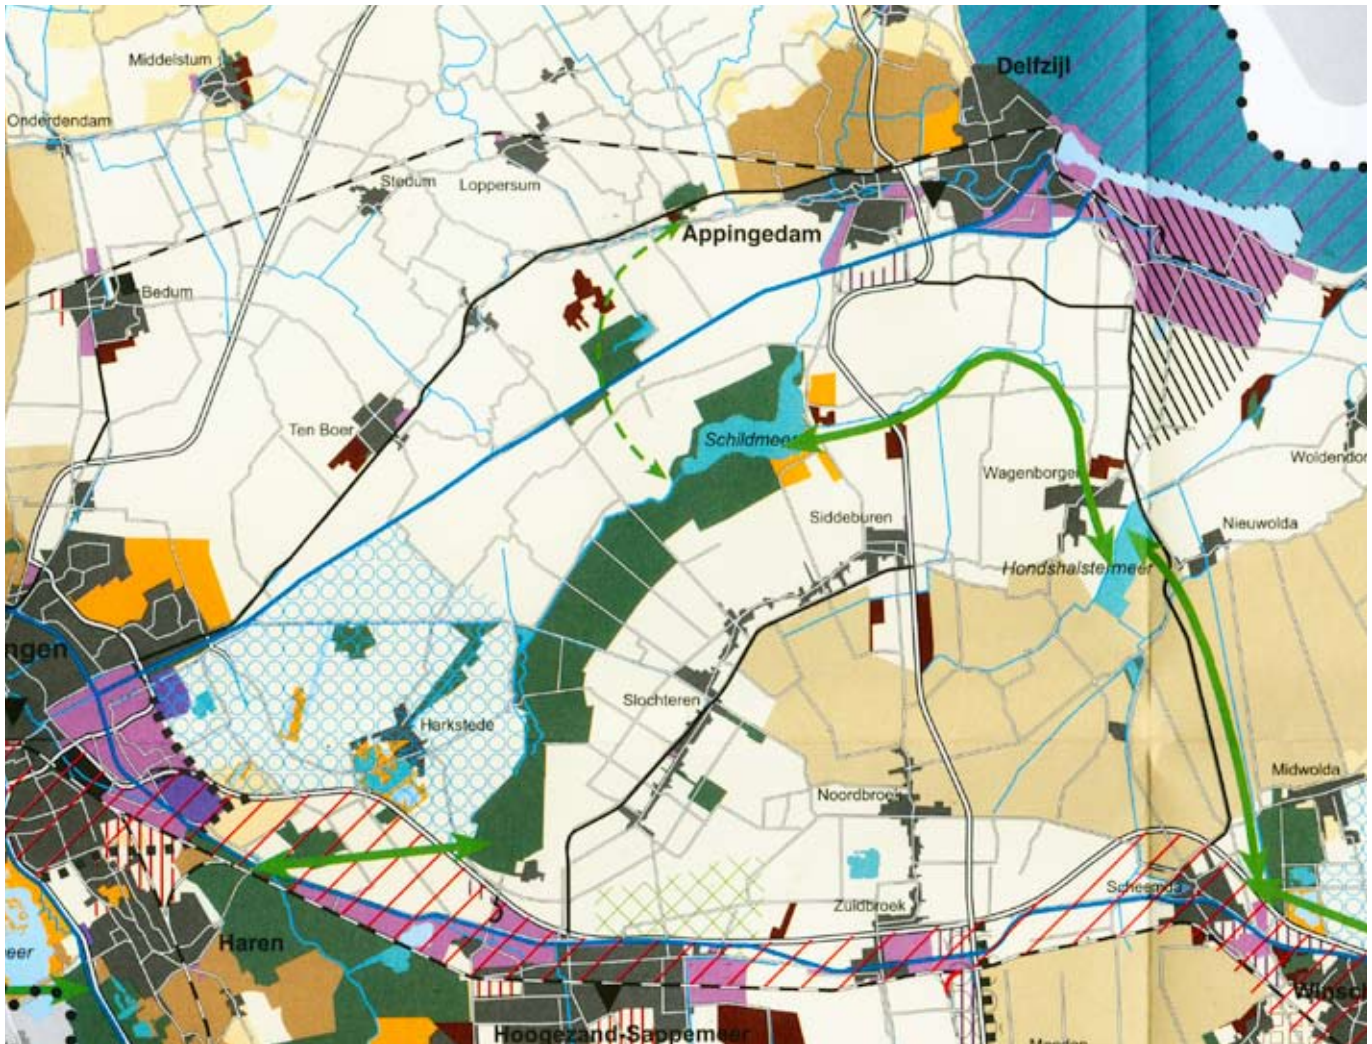 Middelstum
Delfzijl
Onderdendam
Stedum
Loppersum
Appingedam
Bedum
Ten Boer
Schildmeer
Wagenborgen
Woldendor
Siddeburen
Nieuwolda
Hondshalstermeer
ngen
Slochteren
Harkstede
Midwolda
Noordbroek
Scheemda
Zuidbroek
Haren
eer
Winsch
Hoogezand-Sappemeer